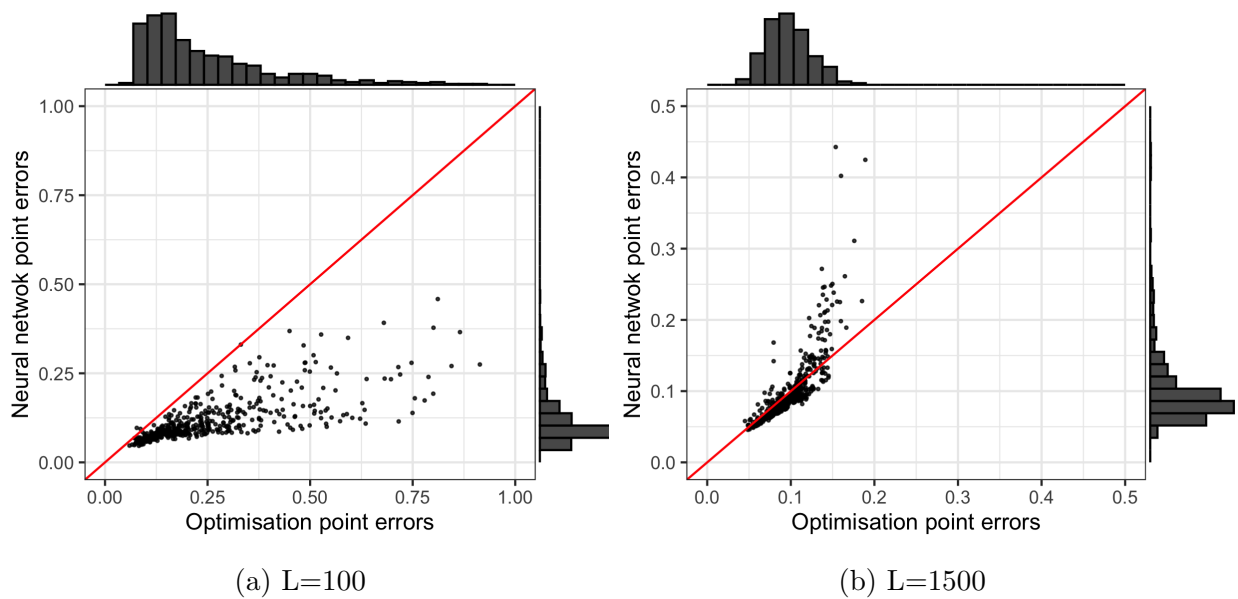 1.00
0.75
0.50
0.25
0.00
Neural netwok point errors
0.00 0.25 0.50 0.75 1.00
Optimisation point errors
(a) L=100
0.5
0.4
0.3
0.2
0.1
0.0
Neural netwok point errors
0.0 0.1 0.2 0.3 0.4 0.5
Optimisation point errors
(b) L=1500